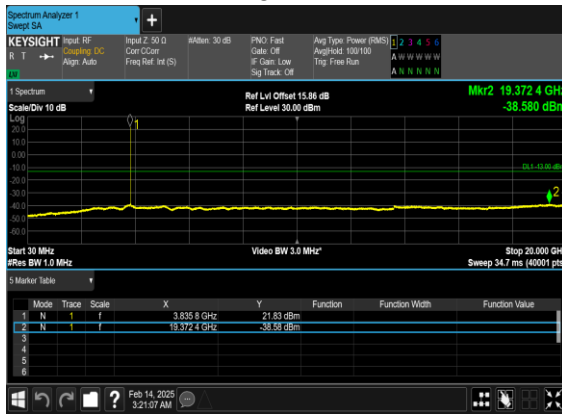 Spectrum Analyzer 1
Swept SA
+
KEYSIGHT Input: RF Input Z: 50 Ω #Atten: 30 dB PNO: Fast Avg Type: Power (RMS) 1 2 3 4 5 6
R T Coupling: DC Corr CCorr Gate: Off Avg|Hold: 100/100 A W W W W W
Align: Auto Freq Ref: Int (S) IF Gain: Low Trig: Free Run
Sig Track: Off A N N N N N
1 Spectrum
Ref Lvl Offset 15.86 dB Mkr2 19.372 4 GHz
Scale/Div 10 dB Ref Level 30.00 dBm -38.580 dBm
Log
20.0
10.0
0.00
-10.0
-20.0
-30.0
-40.0
-50.0
-60.0
1
DL1 -13.00 dBm
2
Start 30 MHz Video BW 3.0 MHz* Stop 20.000 GH
#Res BW 1.0 MHz Sweep 34.7 ms (40001 pts
5 Marker Table
Mode Trace Scale X Y Function Function Width Function Value
1 N 1 f 3.835 8 GHz 21.83 dBm
2 N 1 f 19.372 4 GHz -38.58 dBm
3
4
5
6
? Feb 14, 2025
3:21:07 AM